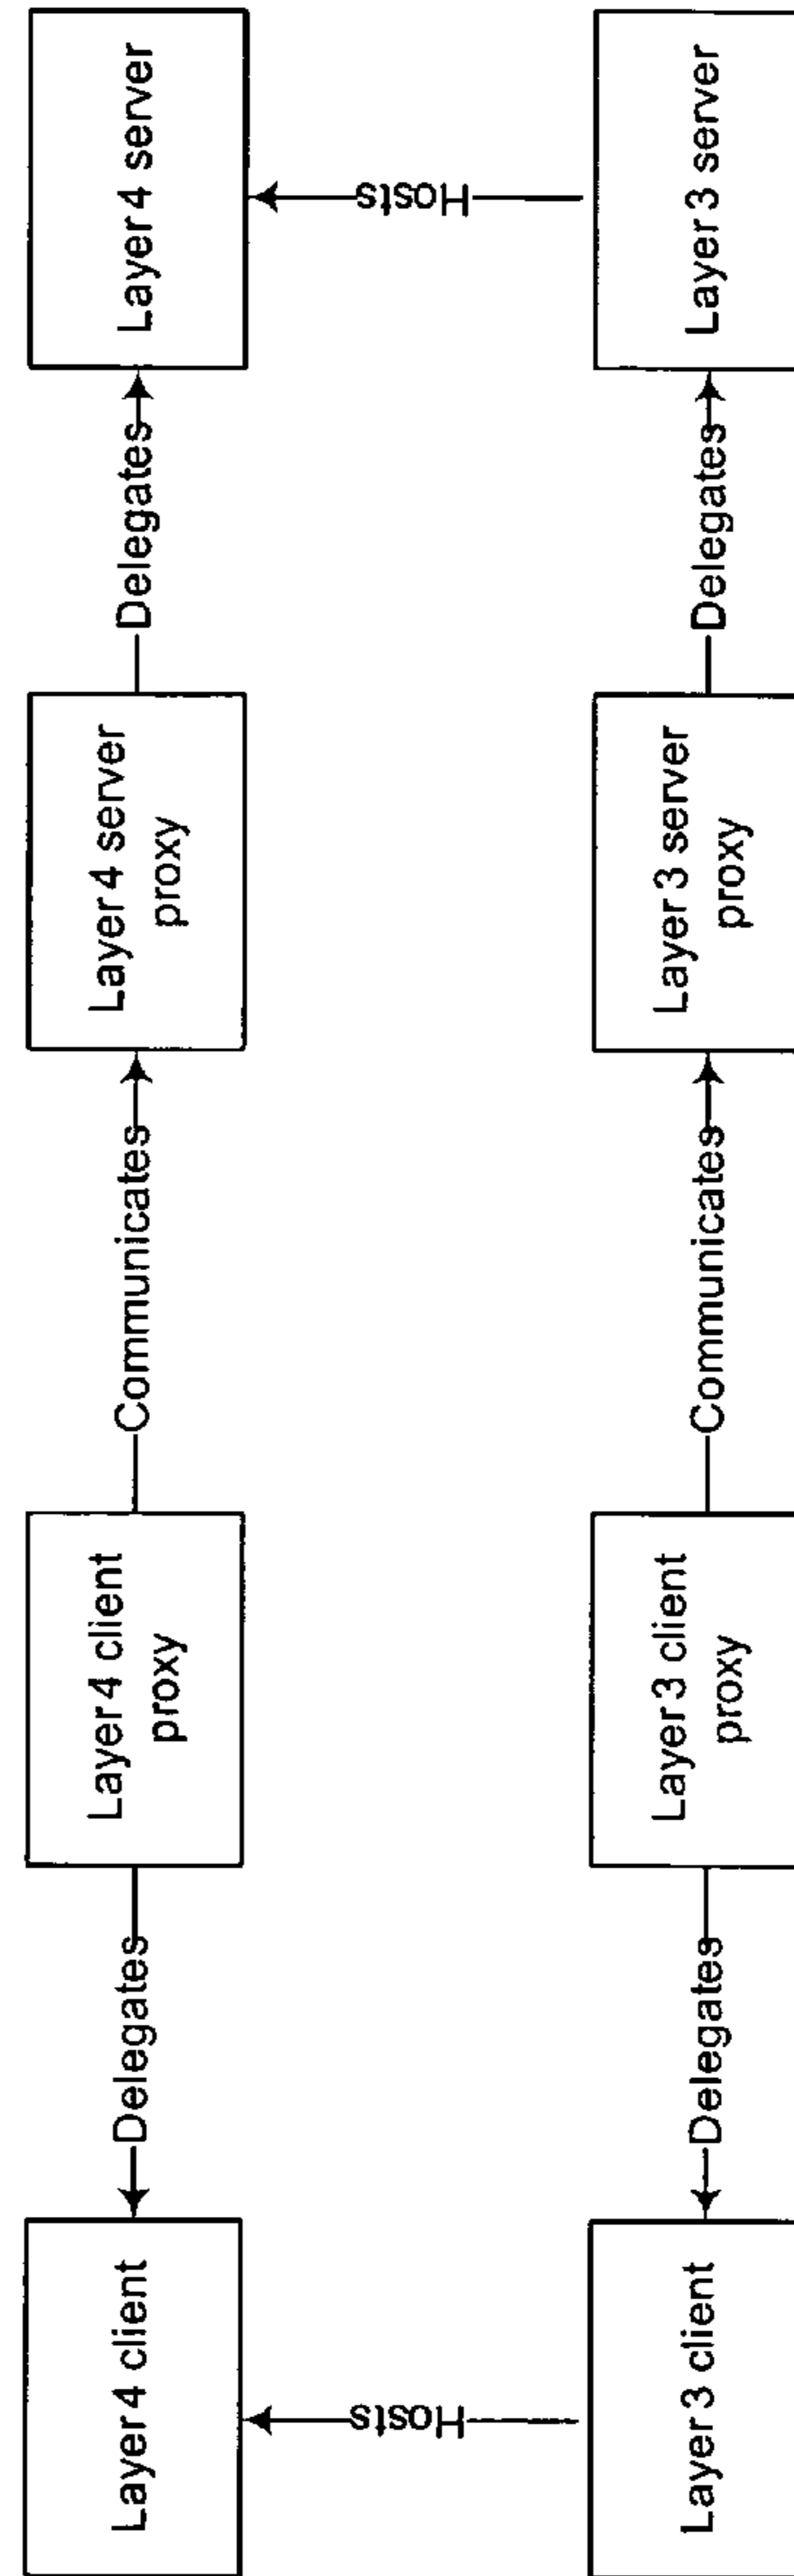 Layer 4 client
Delegates
Layer 4 client
proxy
Communicates
Layer 4 server
proxy
Delegates
Layer 4 server
Hosts
Hosts
Layer 3 client
Delegates
Layer 3 client
proxy
Communicates
Layer 3 server
proxy
Delegates
Layer 3 server